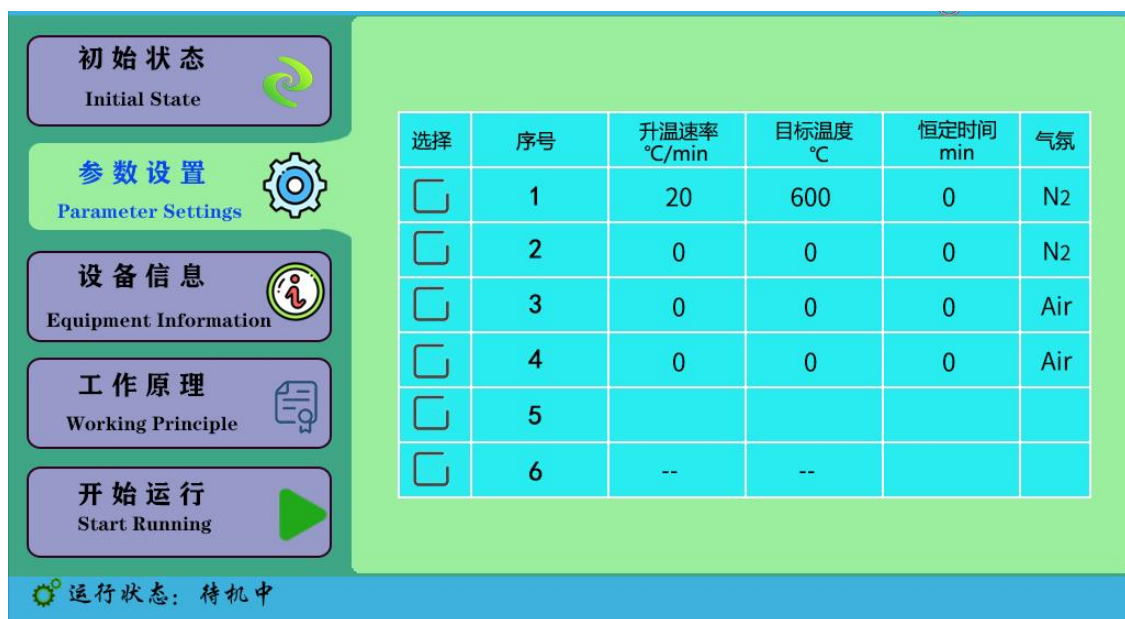 初始状态
Initial State
参数设置
Parameter Settings
设备信息
Equipment Information
工作原理
Working Principle
开始运行
Start Running
选择 序号 升温速率 ℃/min 目标温度 ℃ 恒定时间 min 气氛
1 20 600 0 N2
2 0 0 0 N2
3 0 0 0 Air
4 0 0 0 Air
5
6 -- --
运行状态：待机中